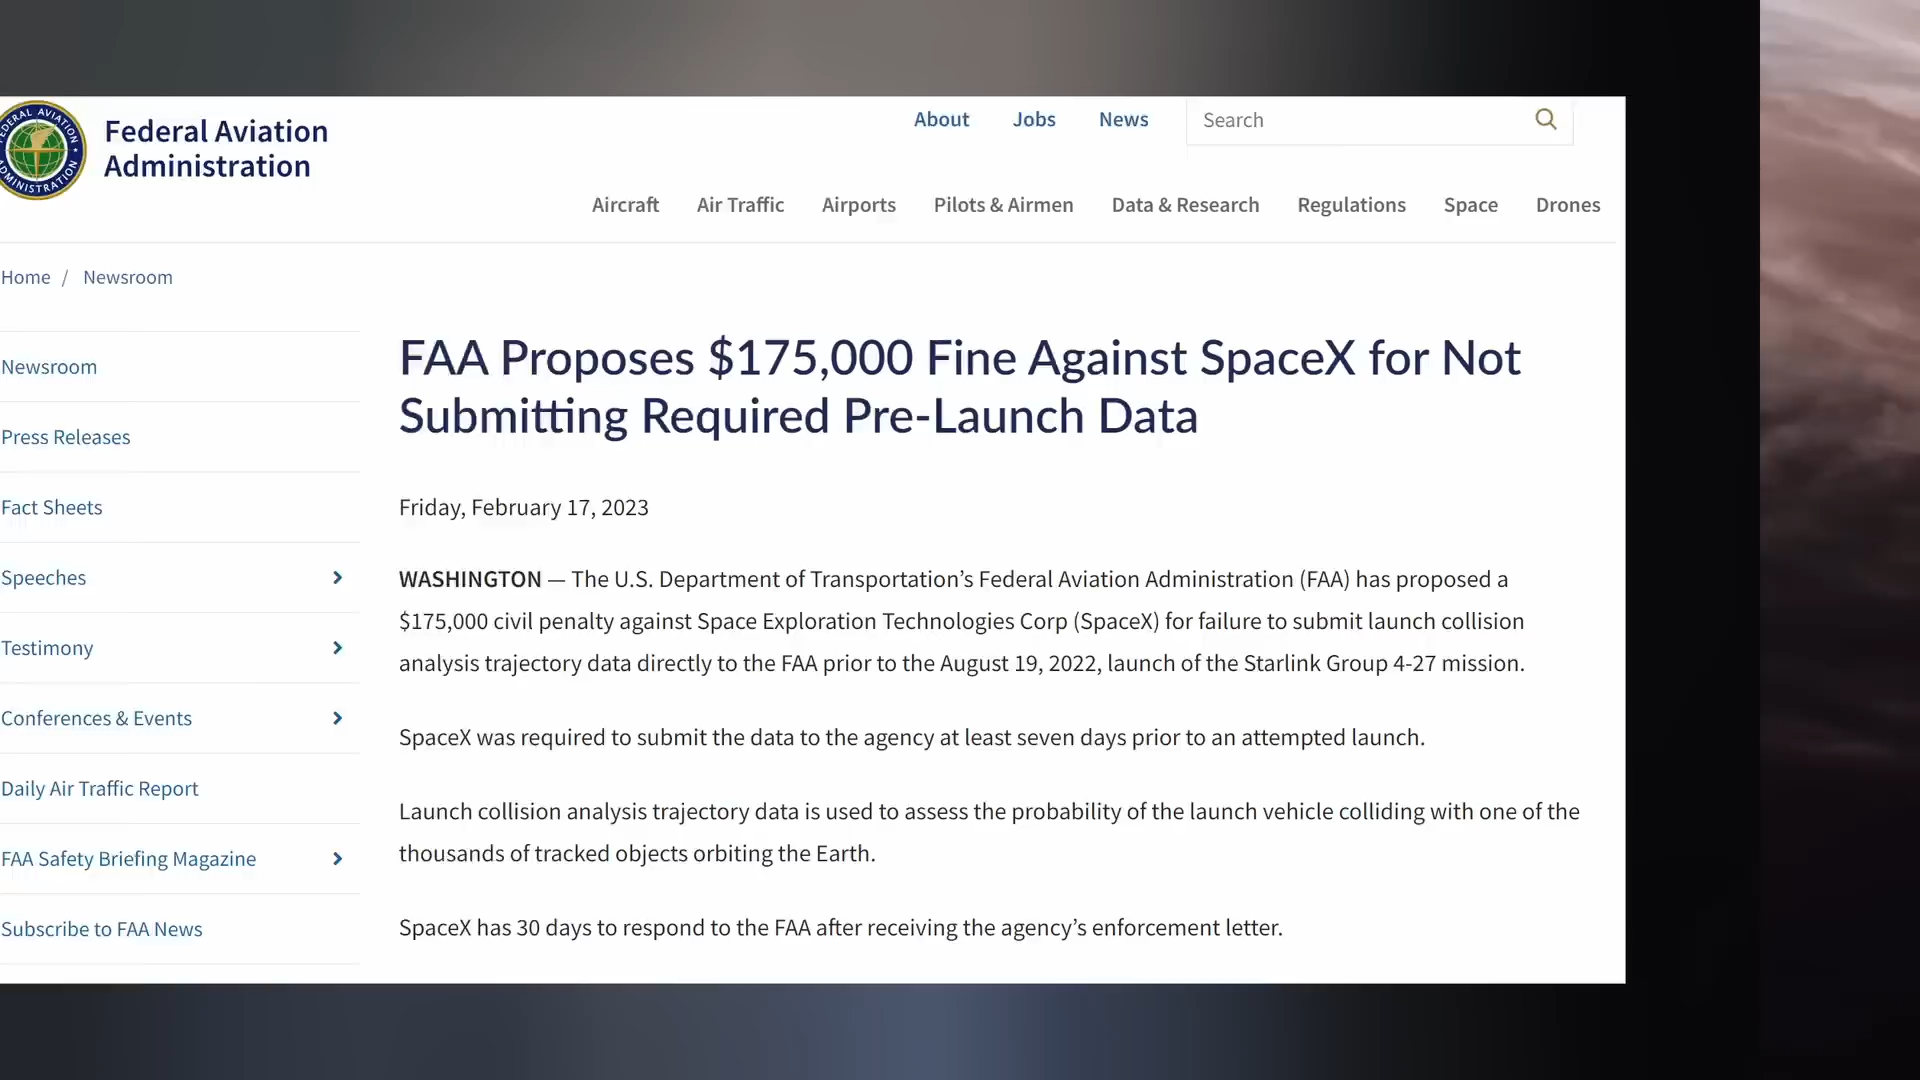 FEDERAL AVIATION
ADMINISTRATION
Federal Aviation
Administration
About
Jobs
News
Search
Aircraft
Air Traffic
Airports
Pilots & Airmen
Data & Research
Regulations
Space
Drones
Home / Newsroom
Newsroom
Press Releases
Fact Sheets
Speeches
Testimony
Conferences & Events
Daily Air Traffic Report
FAA Safety Briefing Magazine
Subscribe to FAA News
FAA Proposes $175,000 Fine Against SpaceX for Not
Submitting Required Pre-Launch Data
Friday, February 17, 2023
WASHINGTON — The U.S. Department of Transportation’s Federal Aviation Administration (FAA) has proposed a
$175,000 civil penalty against Space Exploration Technologies Corp (SpaceX) for failure to submit launch collision
analysis trajectory data directly to the FAA prior to the August 19, 2022, launch of the Starlink Group 4-27 mission.
SpaceX was required to submit the data to the agency at least seven days prior to an attempted launch.
Launch collision analysis trajectory data is used to assess the probability of the launch vehicle colliding with one of the
thousands of tracked objects orbiting the Earth.
SpaceX has 30 days to respond to the FAA after receiving the agency’s enforcement letter.